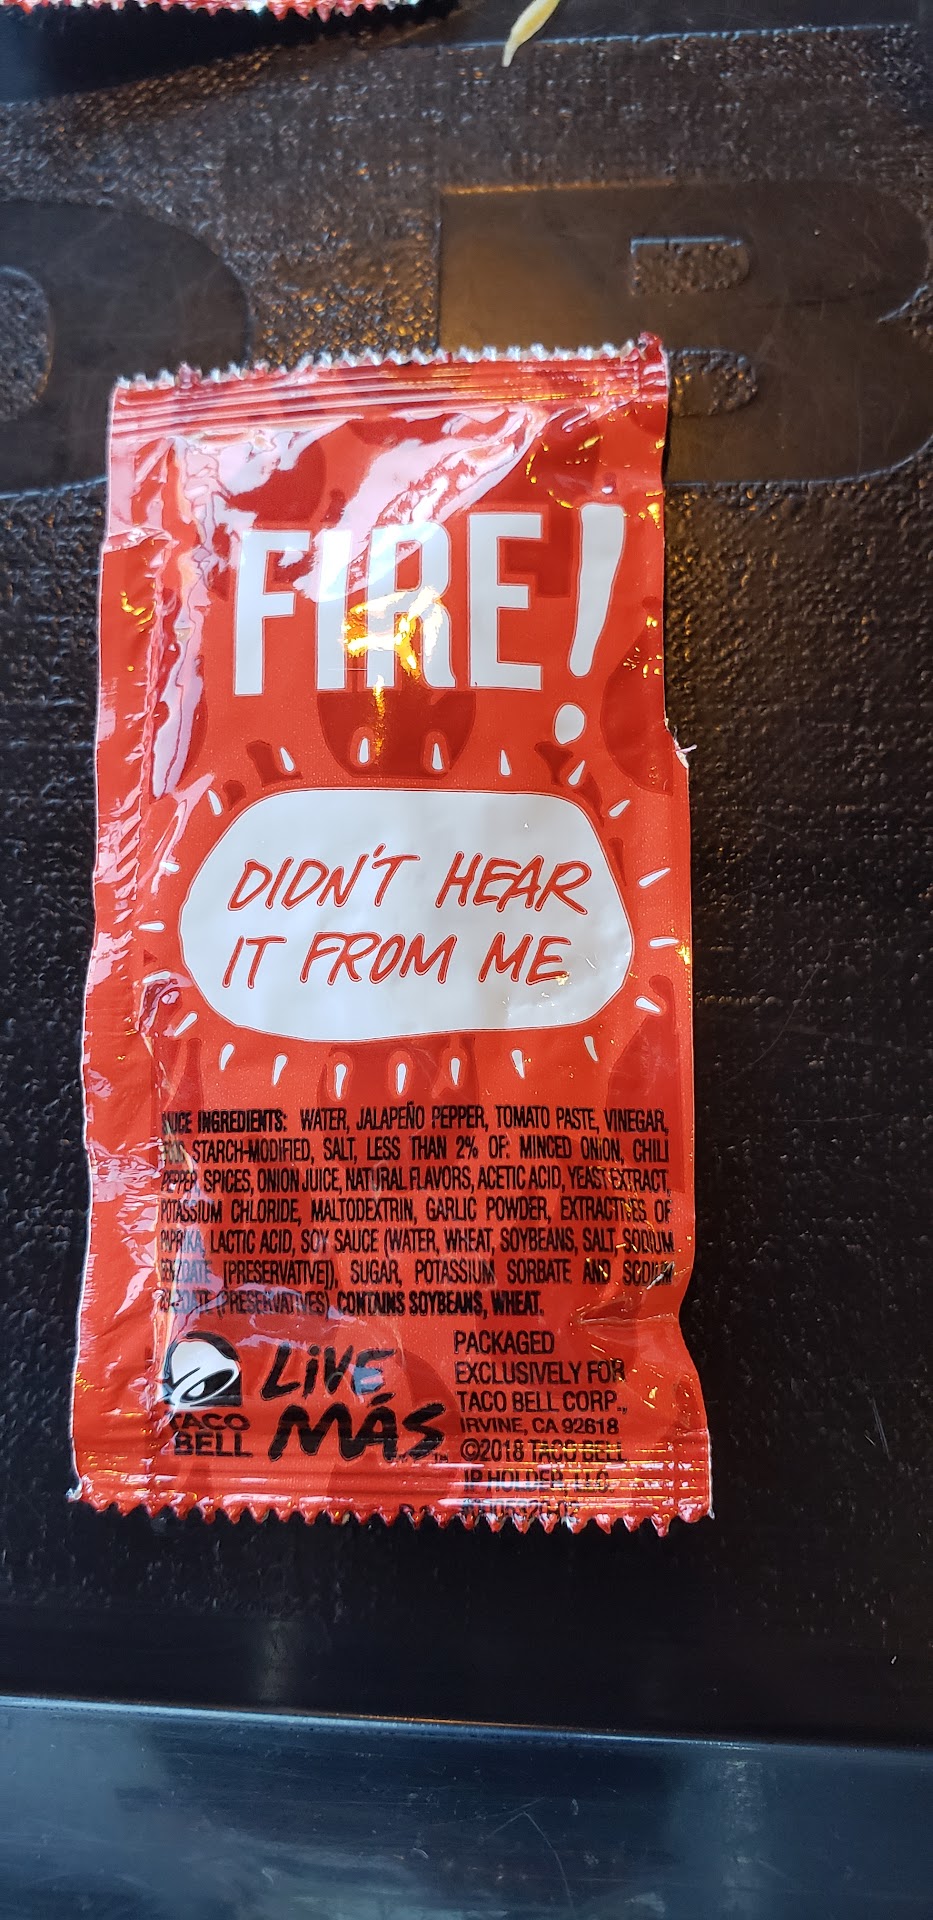 FIRE!
DIDN'T HEAR
IT FROM ME
INGREDIENTS: WATER, JALAPEÑO PEPPER, TOMATO PASTE, VINEGAR,
STARCH-MODIFIED, SALT, LESS THAN 2% OF: MINCED ONION, CHILI
PEPPER, SPICES, ONION JUICE, NATURAL FLAVORS, ACETIC ACID, YEAST EXTRACT,
POTASSIUM CHLORIDE, MALTODEXTRIN, GARLIC POWDER, EXTRACTIVES OF
PAPRIKA, LACTIC ACID, SOY SAUCE (WATER, WHEAT, SOYBEANS, SALT, SODIUM
BENZOATE [PRESERVATIVE]), SUGAR, POTASSIUM SORBATE AND SODIUM
(PRESERVATIVES). CONTAINS SOYBEANS, WHEAT.
TACO
BELL
LIVE
MÁS™
PACKAGED
EXCLUSIVELY FOR
TACO BELL CORP.,
IRVINE, CA 92618
©2018 TACO BELL
IP HOLDER, LLC.
B